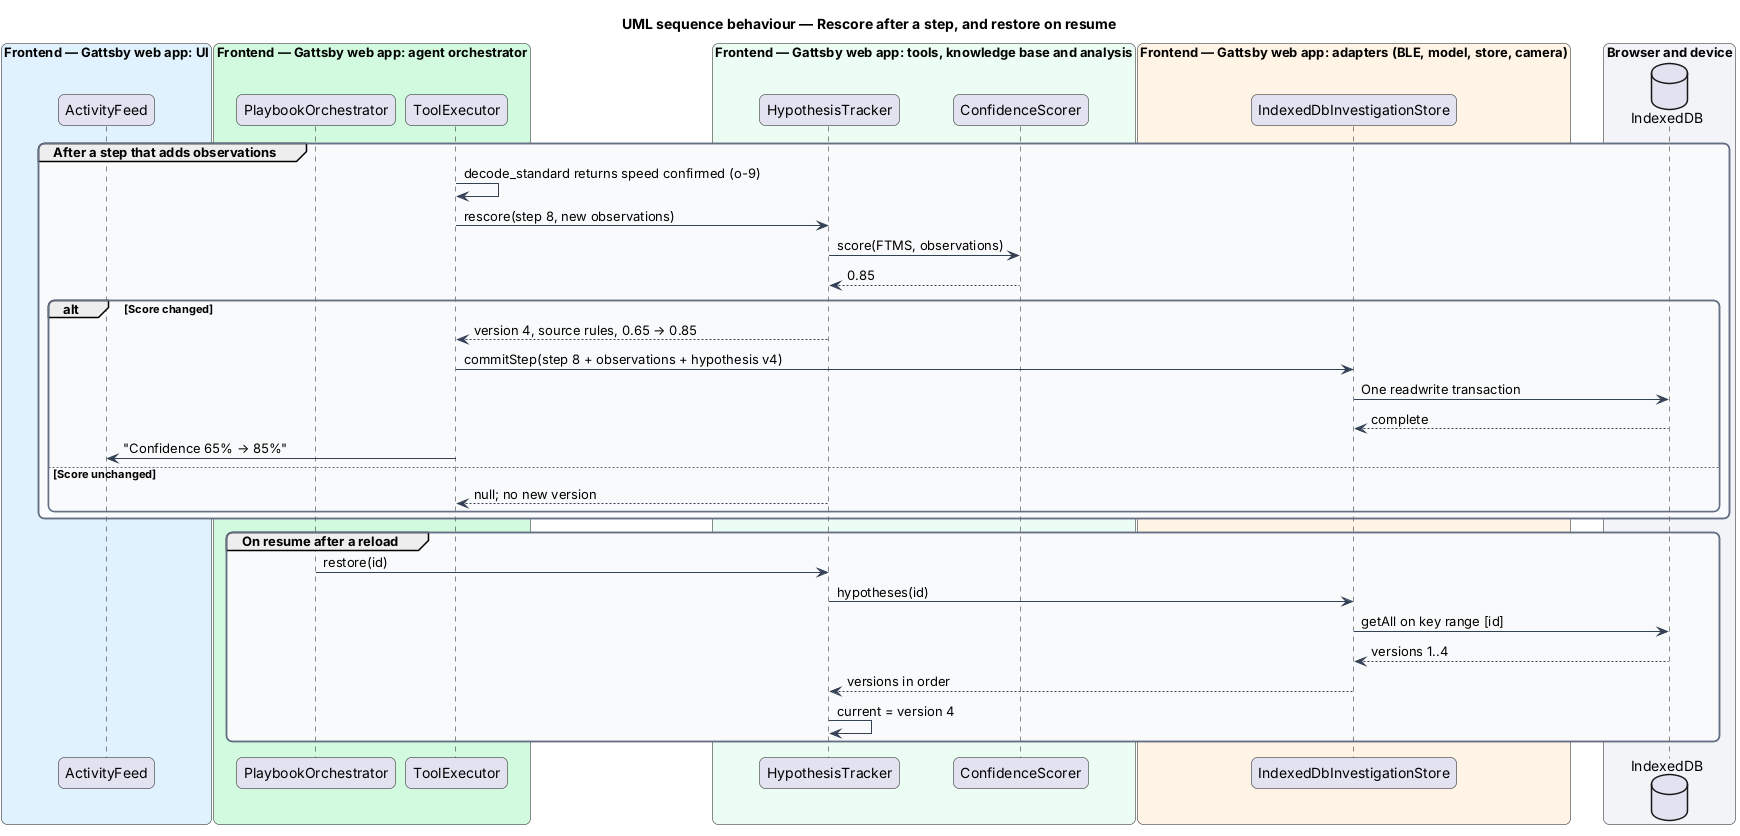 UML sequence behaviour — Rescore after a step, and restore on resume
Frontend — Gattsby web app: UI
Frontend — Gattsby web app: agent orchestrator
Frontend — Gattsby web app: tools, knowledge base and analysis
Frontend — Gattsby web app: adapters (BLE, model, store, camera)
Browser and device
ActivityFeed
PlaybookOrchestrator
ToolExecutor
HypothesisTracker
ConfidenceScorer
IndexedDbInvestigationStore
IndexedDB
After a step that adds observations
decode_standard returns speed confirmed (o-9)
rescore(step 8, new observations)
score(FTMS, observations)
0.85
alt
[Score changed]
version 4, source rules, 0.65 → 0.85
commitStep(step 8 + observations + hypothesis v4)
One readwrite transaction
complete
"Confidence 65% → 85%"
[Score unchanged]
null; no new version
On resume after a reload
restore(id)
hypotheses(id)
getAll on key range [id]
versions 1..4
versions in order
current = version 4
ActivityFeed
PlaybookOrchestrator
ToolExecutor
HypothesisTracker
ConfidenceScorer
IndexedDbInvestigationStore
IndexedDB